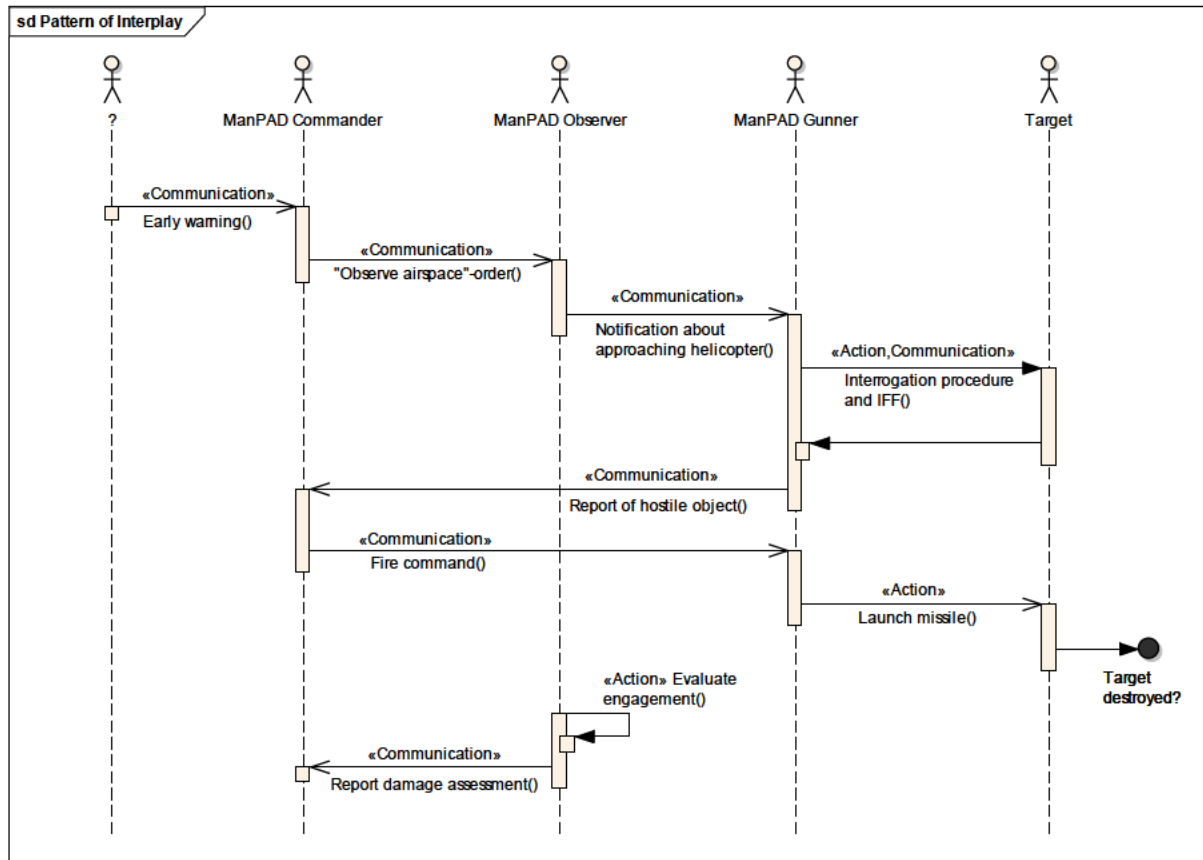 sd Pattern of Interplay
?
ManPAD Commander
ManPAD Observer
ManPAD Gunner
Target
«Communication»
Early warning()
«Communication»
"Observe airspace"-order()
«Communication»
Notification about
approaching helicopter()
«Action,Communication»
Interrogation procedure
and IFF()
«Communication»
Report of hostile object()
«Communication»
Fire command()
«Action»
Launch missile()
Target
destroyed?
«Action» Evaluate
engagement()
«Communication»
Report damage assessment()